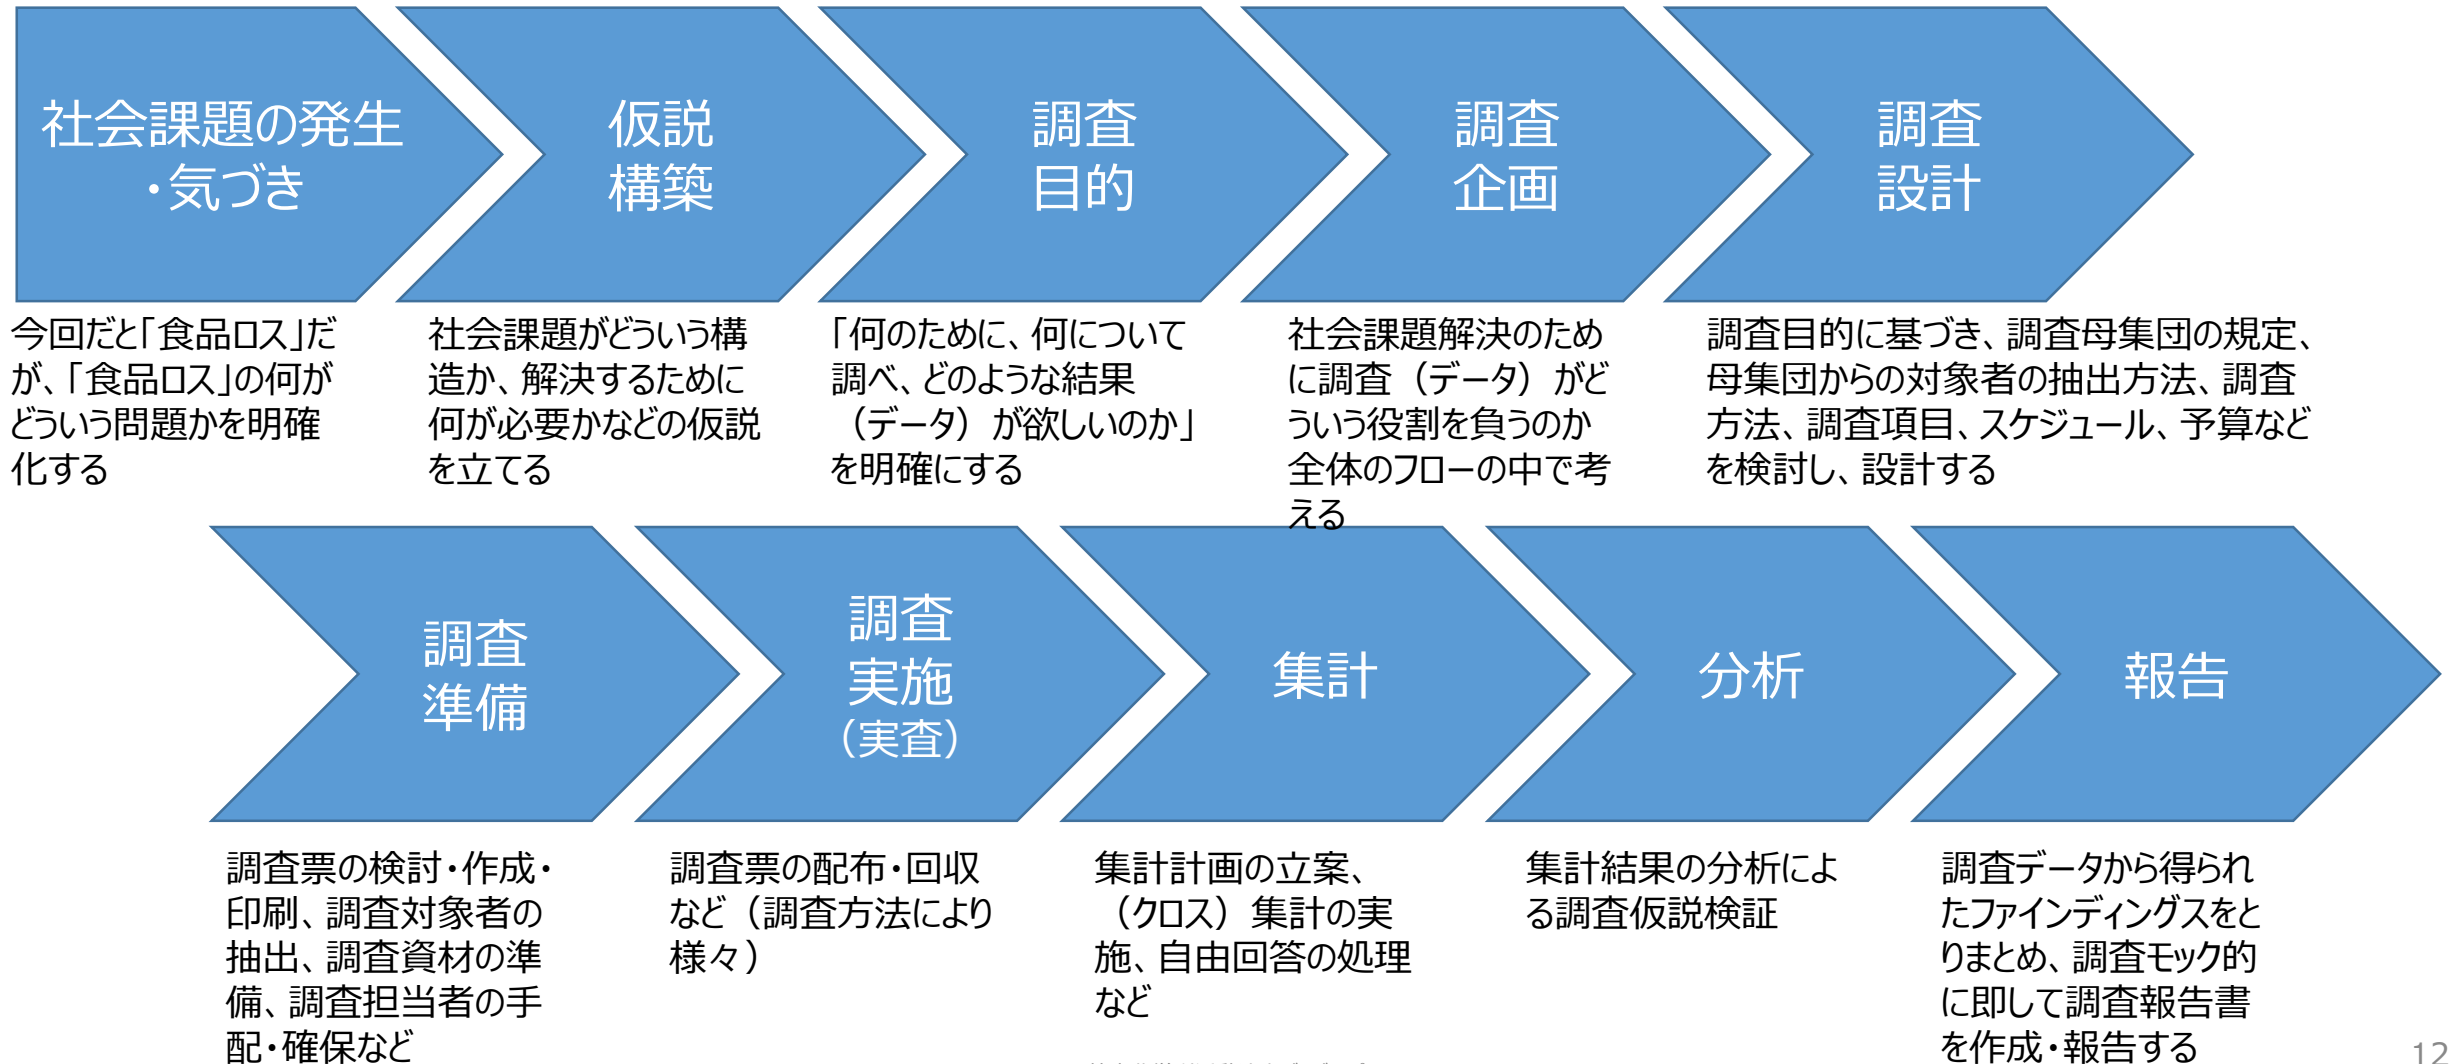 社会課題の発生
・気づき
仮説
構築
調査
目的
調査
企画
調査
設計
今回だと「食品ロス」だ
が、「食品ロス」の何が
どういう問題かを明確
化する
社会課題がどういう構
造か、解決するために
何が必要かなどの仮説
を立てる
「何のために、何について
調べ、どのような結果
（データ）が欲しいのか」
を明確にする
社会課題解決のため
に調査（データ）がど
ういう役割を負うのか
全体のフローの中で考
える
調査目的に基づき、調査母集団の規定、
母集団からの対象者の抽出方法、調査
方法、調査項目、スケジュール、予算など
を検討し、設計する
調査
準備
調査
実施
（実査）
集計
分析
報告
調査票の検討・作成・
印刷、調査対象者の
抽出、調査資材の準
備、調査担当者の手
配・確保など
調査票の配布・回収
など（調査方法により
様々）
集計計画の立案、
（クロス）集計の実
施、自由回答の処理
など
集計結果の分析によ
る調査仮説検証
調査データから得られ
たファインディングスをと
りまとめ、調査モック的
に即して調査報告書
を作成・報告する
12